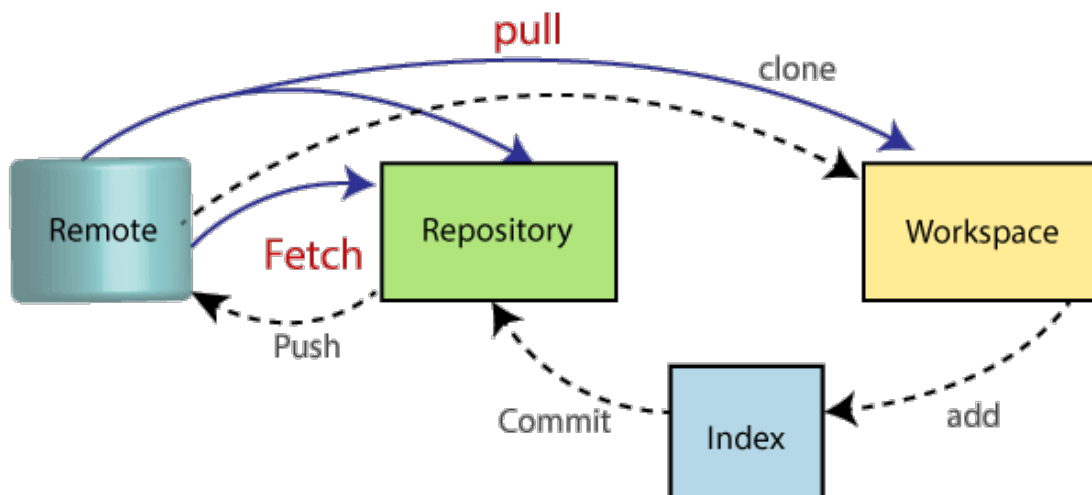 pull
clone
Remote
Repository
Workspace
Fetch
Push
Commit
Index
add